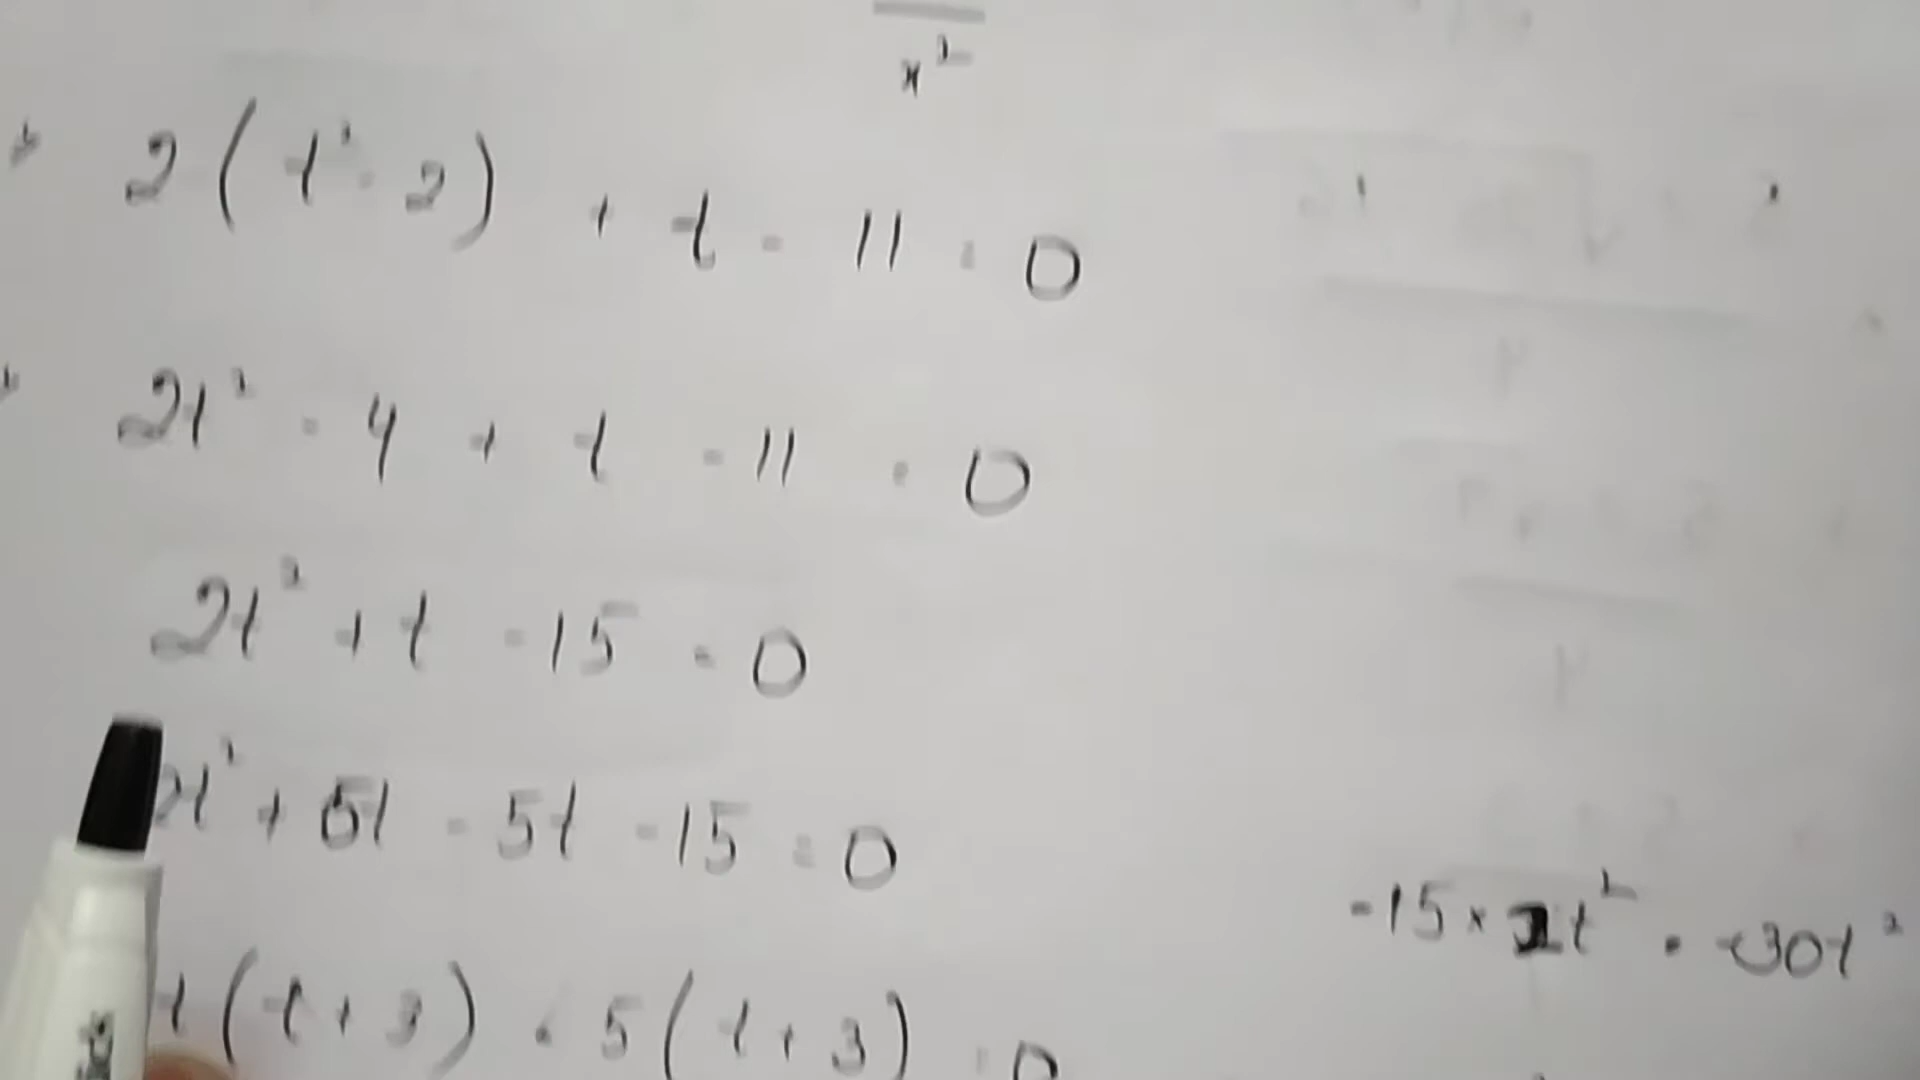 x²
2(t² - 2) + t - 11 = 0
2t² - 4 + t - 11 = 0
2t² + t - 15 = 0
2t² + 6t - 5t - 15 = 0
-15 × 2t² = -30t²
t(t + 3) - 5(t + 3) = 0